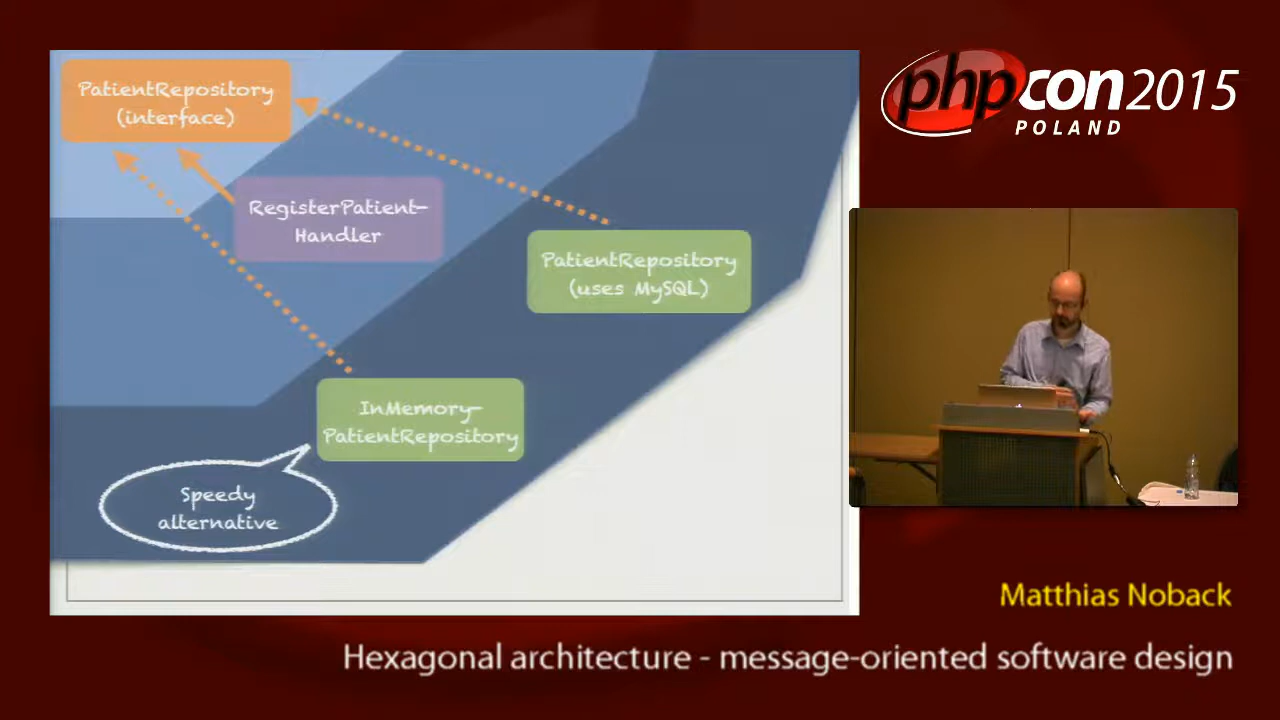 PatientRepository
(interface)
RegisterPatient-
Handler
PatientRepository
(uses MySQL)
InMemory-
PatientRepository
Speedy
alternative
phpcon2015
POLAND
Matthias Noback
Hexagonal architecture - message-oriented software design